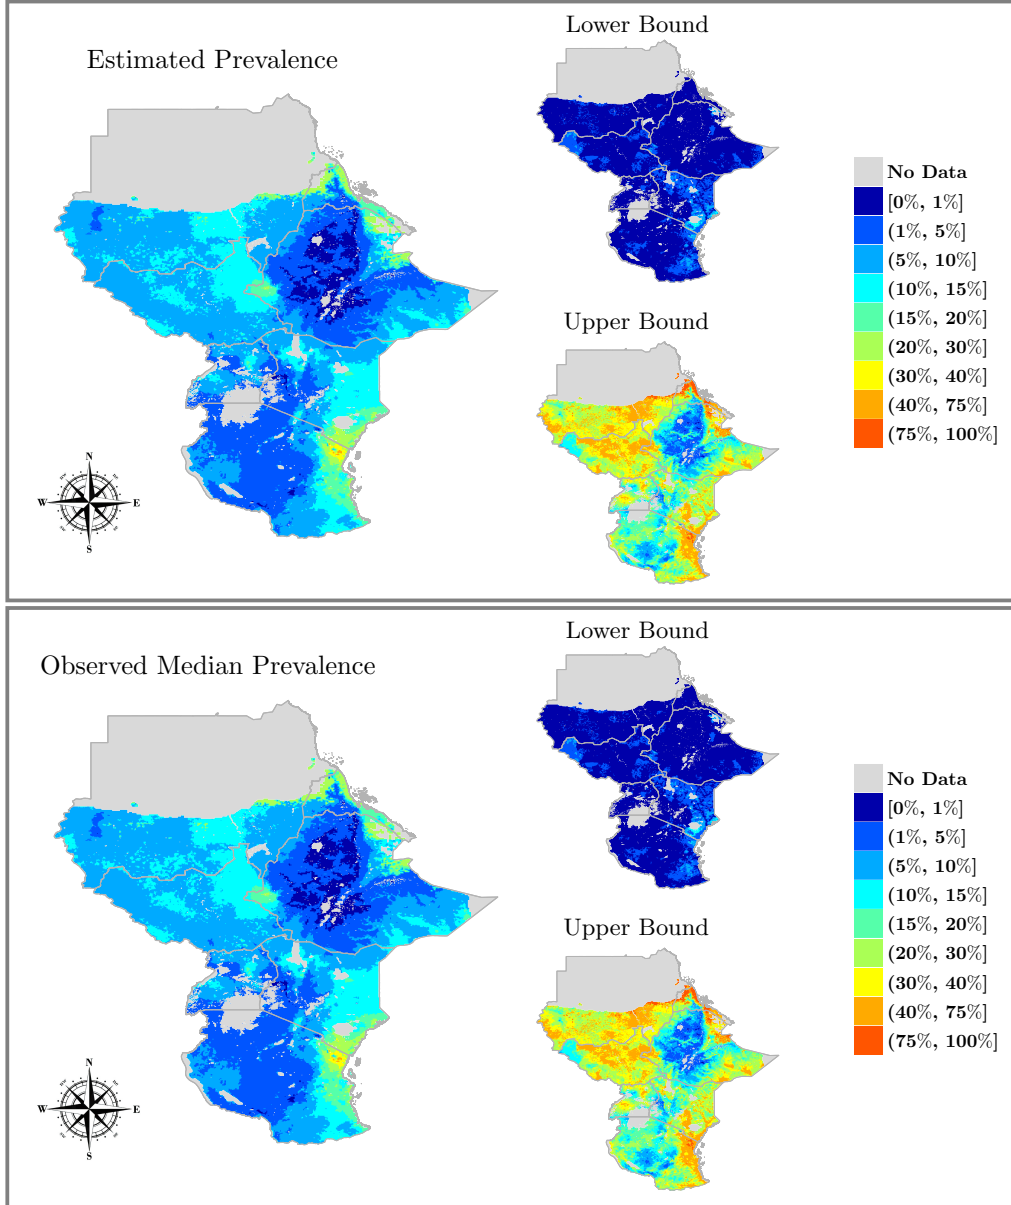 Lower Bound
Estimated Prevalence
No Data
[0%, 1%]
(1%, 5%]
(5%, 10%]
(10%, 15%]
(15%, 20%]
(20%, 30%]
(30%, 40%]
(40%, 75%]
(75%, 100%]
Upper Bound
N
W
E
S
Lower Bound
Observed Median Prevalence
No Data
[0%, 1%]
(1%, 5%]
(5%, 10%]
(10%, 15%]
(15%, 20%]
(20%, 30%]
(30%, 40%]
(40%, 75%]
(75%, 100%]
Upper Bound
N
W
E
S